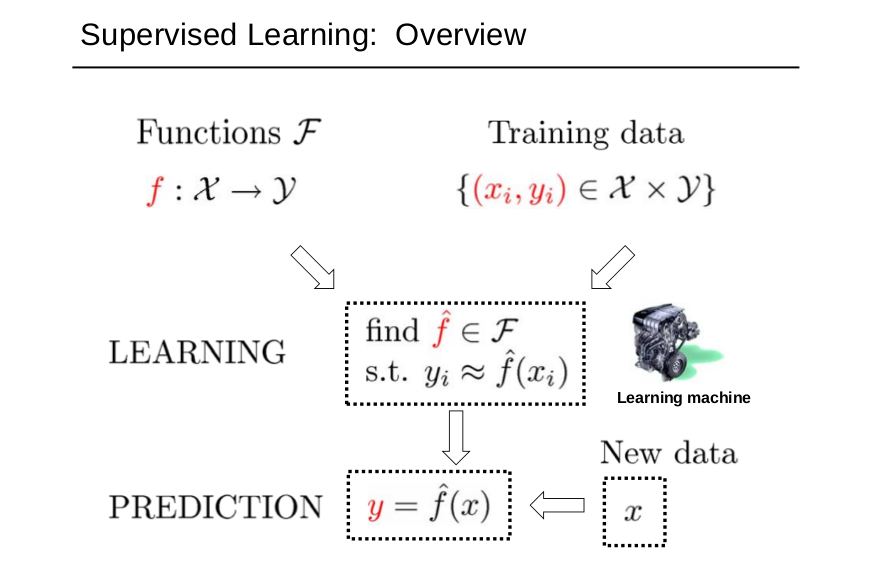 Supervised Learning: Overview
Functions ℱ
f : 𝒳 → 𝒴
Training data
{(xᵢ, yᵢ) ∈ 𝒳 × 𝒴}
LEARNING
find f̂ ∈ ℱ
s.t. yᵢ ≈ f̂(xᵢ)
Learning machine
New data
PREDICTION
y = f̂(x)
x